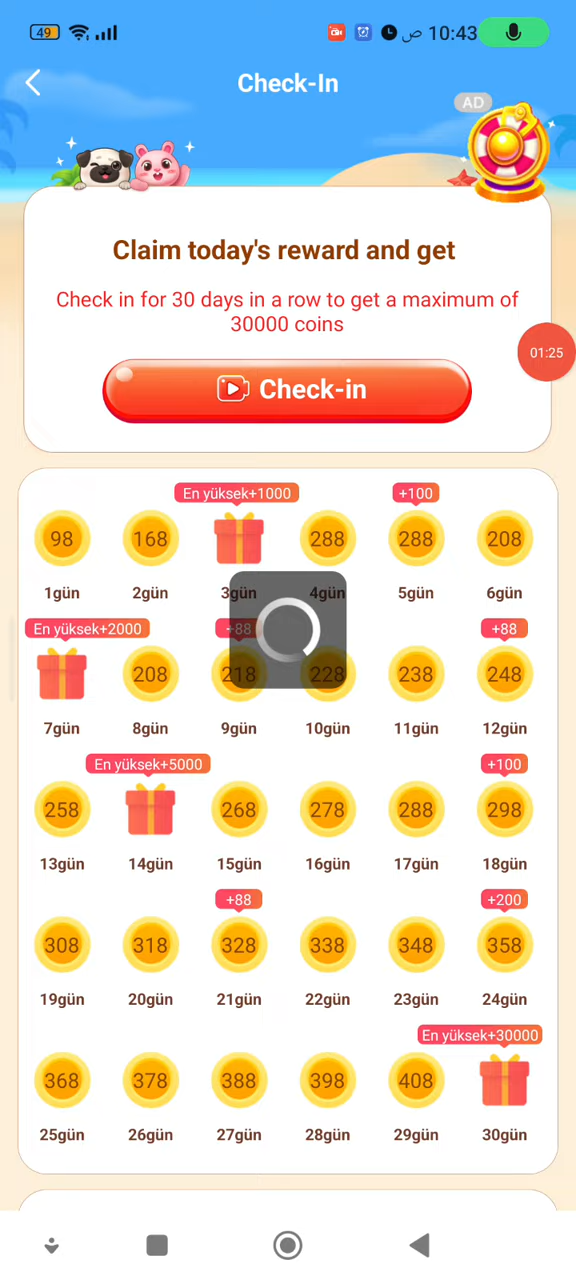 49
ص 10:43
Check-In
AD
Claim today's reward and get
Check in for 30 days in a row to get a maximum of
30000 coins
01:25
Check-in
En yüksek+1000 +100
98 168 288 288 208
1gün 2gün 3gün 4gün 5gün 6gün
En yüksek+2000 +88 +88
208 218 228 238 248
7gün 8gün 9gün 10gün 11gün 12gün
En yüksek+5000 +100
258 268 278 288 298
13gün 14gün 15gün 16gün 17gün 18gün
+88 +200
308 318 328 338 348 358
19gün 20gün 21gün 22gün 23gün 24gün
En yüksek+30000
368 378 388 398 408
25gün 26gün 27gün 28gün 29gün 30gün